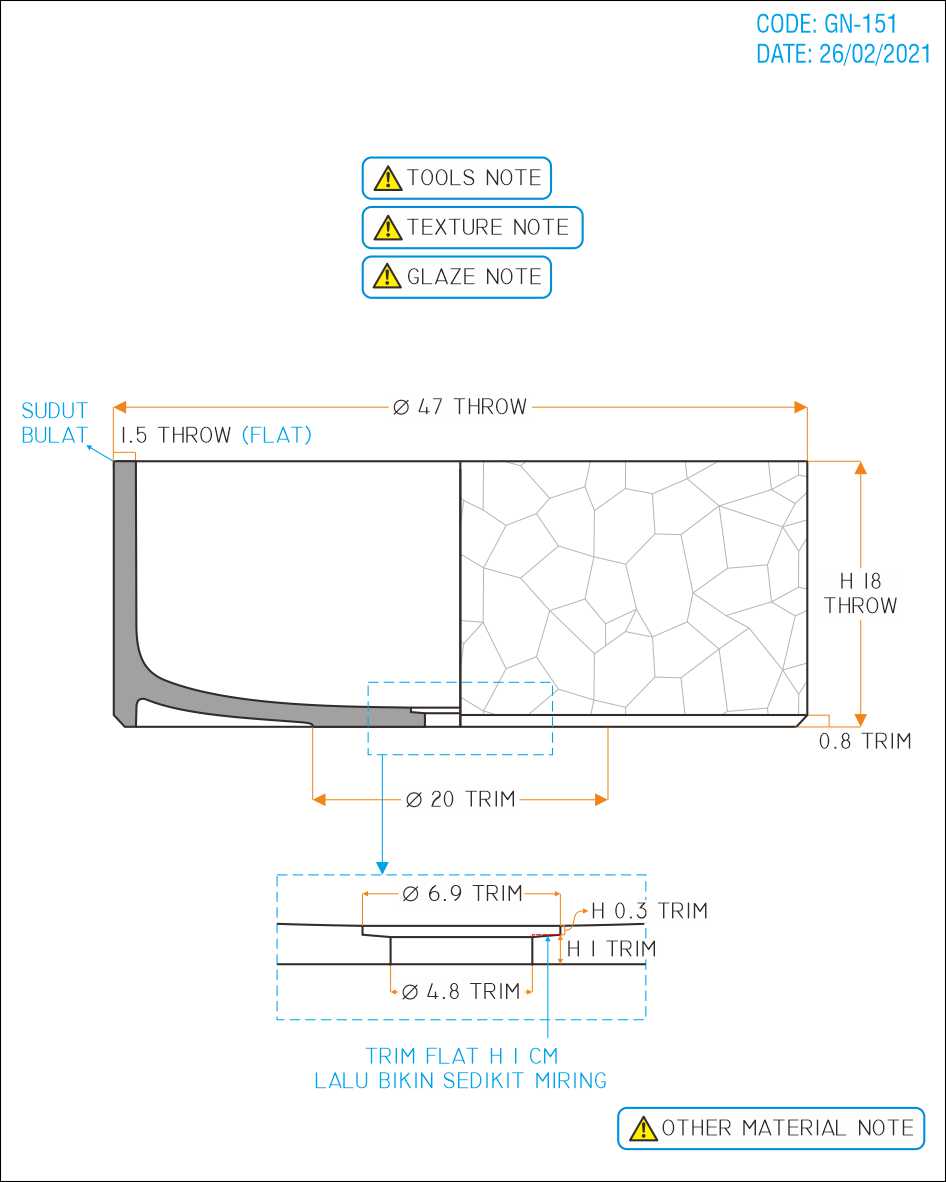 CODE: GN-151
DATE: 26/02/2021
TOOLS NOTE
TEXTURE NOTE
GLAZE NOTE
Ø 47 THROW
SUDUT
BULAT
1.5 THROW (FLAT)
H 18
THROW
0.8 TRIM
Ø 20 TRIM
Ø 6.9 TRIM
H 0.3 TRIM
H 1 TRIM
Ø 4.8 TRIM
TRIM FLAT H 1 CM
LALU BIKIN SEDIKIT MIRING
OTHER MATERIAL NOTE